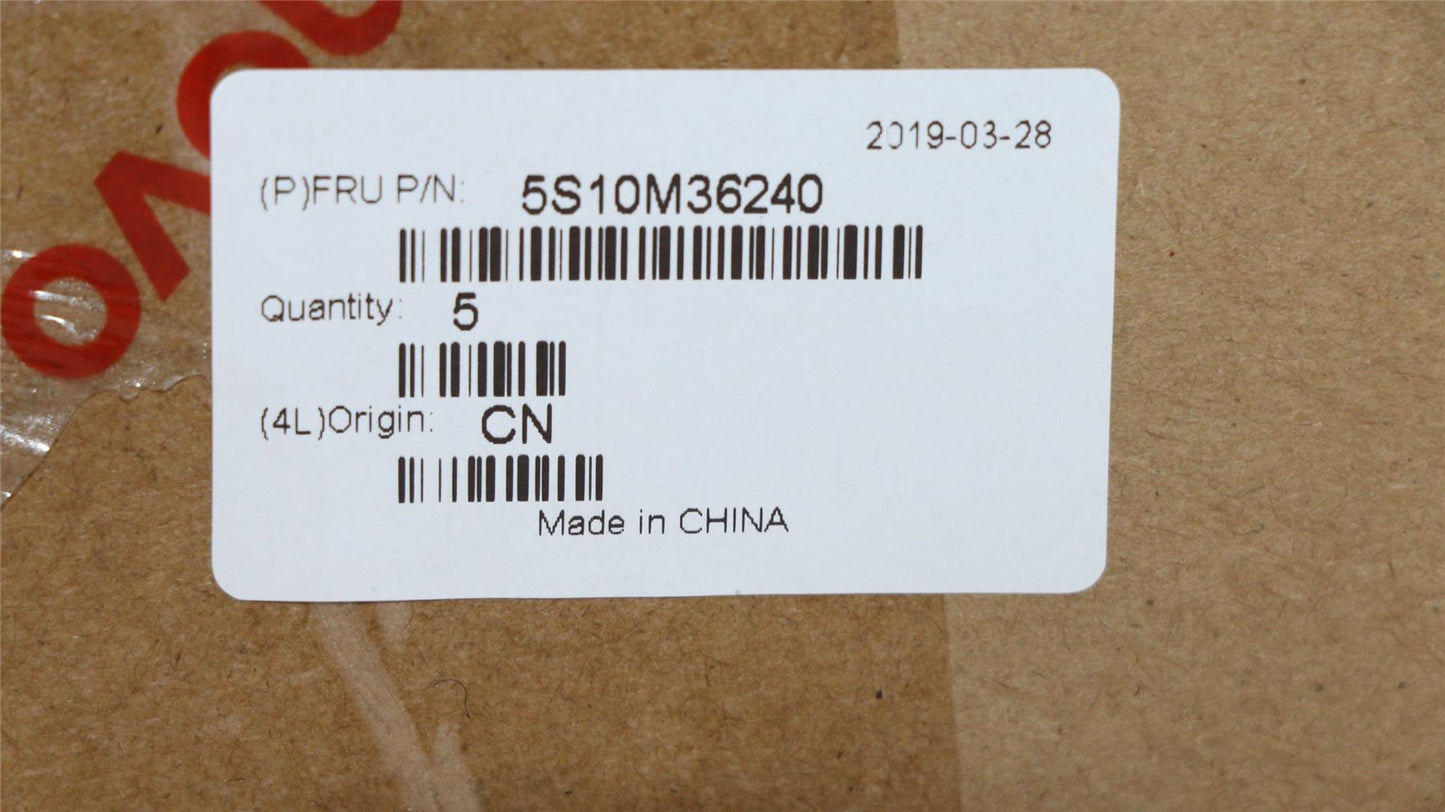 2019-03-28
(P)FRU P/N: 5S10M36240
Quantity: 5
(4L)Origin: CN
Made in CHINA